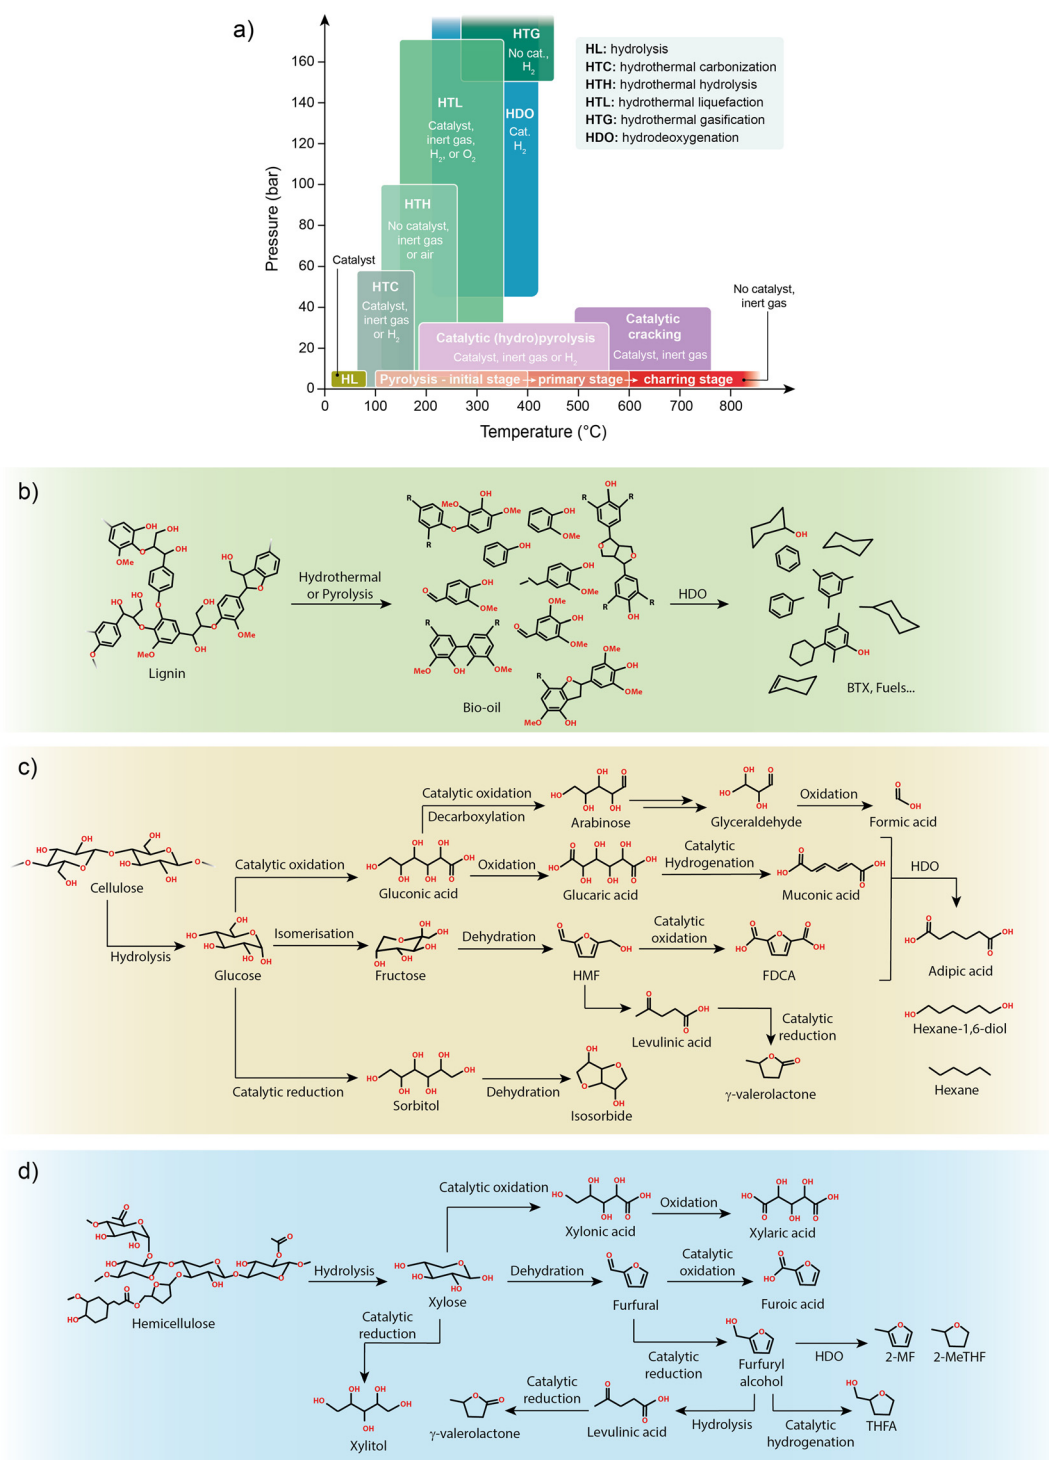 a)
Pressure (bar)
160
140
120
100
80
60
40
20
0
0
100
200
300
400
500
600
700
800
Temperature (°C)
HTG
No cat.,
H2
HTL
Catalyst,
inert gas,
H2, or O2
HDO
Cat.
H2
HTH
No catalyst,
inert gas
or air
Catalyst
HTC
Catalyst,
inert gas
or H2
No catalyst,
inert gas
Catalytic
cracking
Catalyst, inert gas
Catalytic (hydro)pyrolysis
Catalyst, inert gas or H2
HL
Pyrolysis - initial stage
primary stage
charring stage
HL: hydrolysis
HTC: hydrothermal carbonization
HTH: hydrothermal hydrolysis
HTL: hydrothermal liquefaction
HTG: hydrothermal gasification
HDO: hydrodeoxygenation
b)
Lignin
Hydrothermal
or Pyrolysis
Bio-oil
HDO
BTX, Fuels...
c)
Cellulose
Hydrolysis
Glucose
Catalytic oxidation
Gluconic acid
Catalytic oxidation
Decarboxylation
Arabinose
Glyceraldehyde
Oxidation
Formic acid
Oxidation
Glucaric acid
Catalytic
Hydrogenation
Muconic acid
HDO
Isomerisation
Fructose
Dehydration
HMF
Catalytic
oxidation
FDCA
Adipic acid
Levulinic acid
Catalytic
reduction
γ-valerolactone
Hexane-1,6-diol
Hexane
Catalytic reduction
Sorbitol
Dehydration
Isosorbide
d)
Hemicellulose
Hydrolysis
Xylose
Catalytic oxidation
Xylonic acid
Oxidation
Xylaric acid
Dehydration
Furfural
Catalytic
oxidation
Furoic acid
Catalytic
reduction
Xylitol
Catalytic
reduction
Furfuryl
alcohol
HDO
2-MF
2-MeTHF
Catalytic
hydrogenation
THFA
Hydrolysis
Levulinic acid
Catalytic
reduction
γ-valerolactone